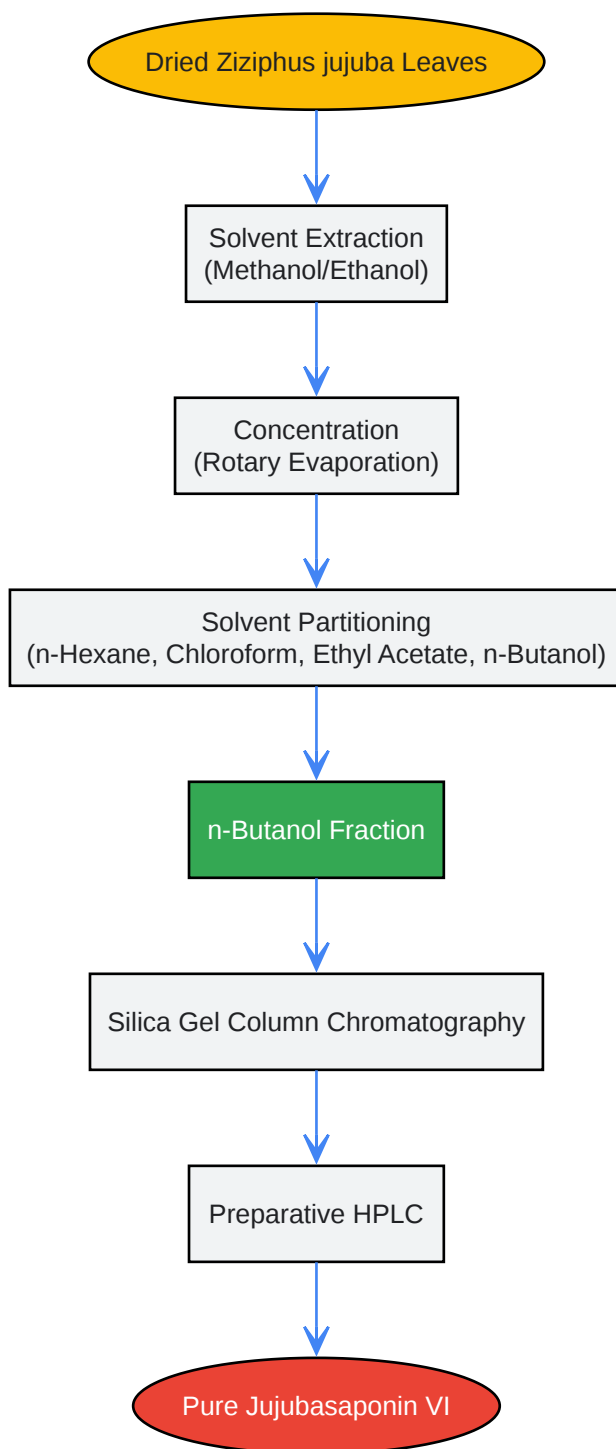 Dried Ziziphus jujuba Leaves
Solvent Extraction
(Methanol/Ethanol)
Concentration
(Rotary Evaporation)
Solvent Partitioning
(n-Hexane, Chloroform, Ethyl Acetate, n-Butanol)
n-Butanol Fraction
Silica Gel Column Chromatography
Preparative HPLC
Pure Jujubasaponin VI